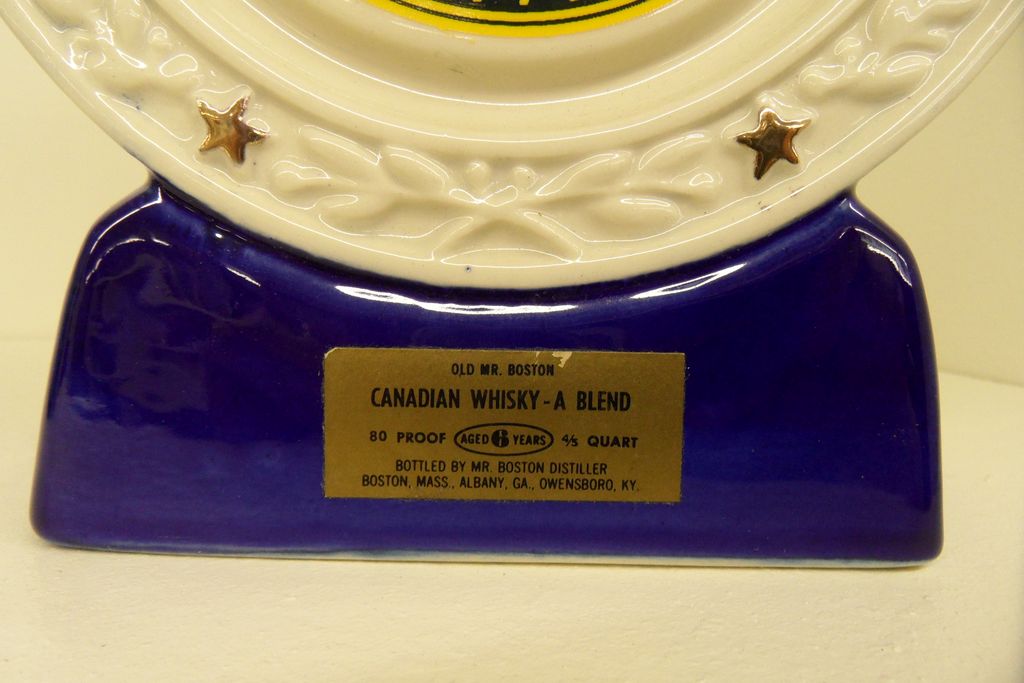 OLD MR. BOSTON
CANADIAN WHISKY - A BLEND
80 PROOF AGED 6 YEARS 4/5 QUART
BOTTLED BY MR. BOSTON DISTILLER
BOSTON, MASS., ALBANY, GA., OWENSBORO, KY.